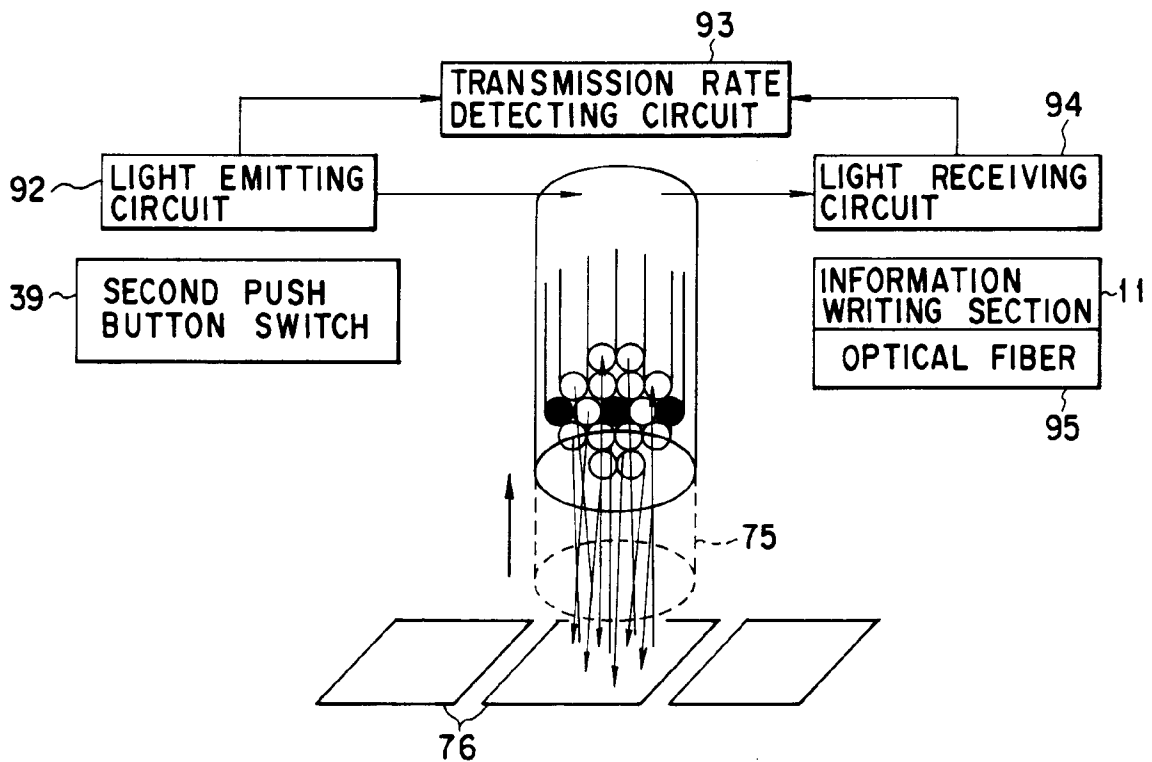 93
TRANSMISSION RATE
DETECTING CIRCUIT
94
92
LIGHT EMITTING
CIRCUIT
LIGHT RECEIVING
CIRCUIT
39
SECOND PUSH
BUTTON SWITCH
INFORMATION
WRITING SECTION
11
OPTICAL FIBER
95
75
76